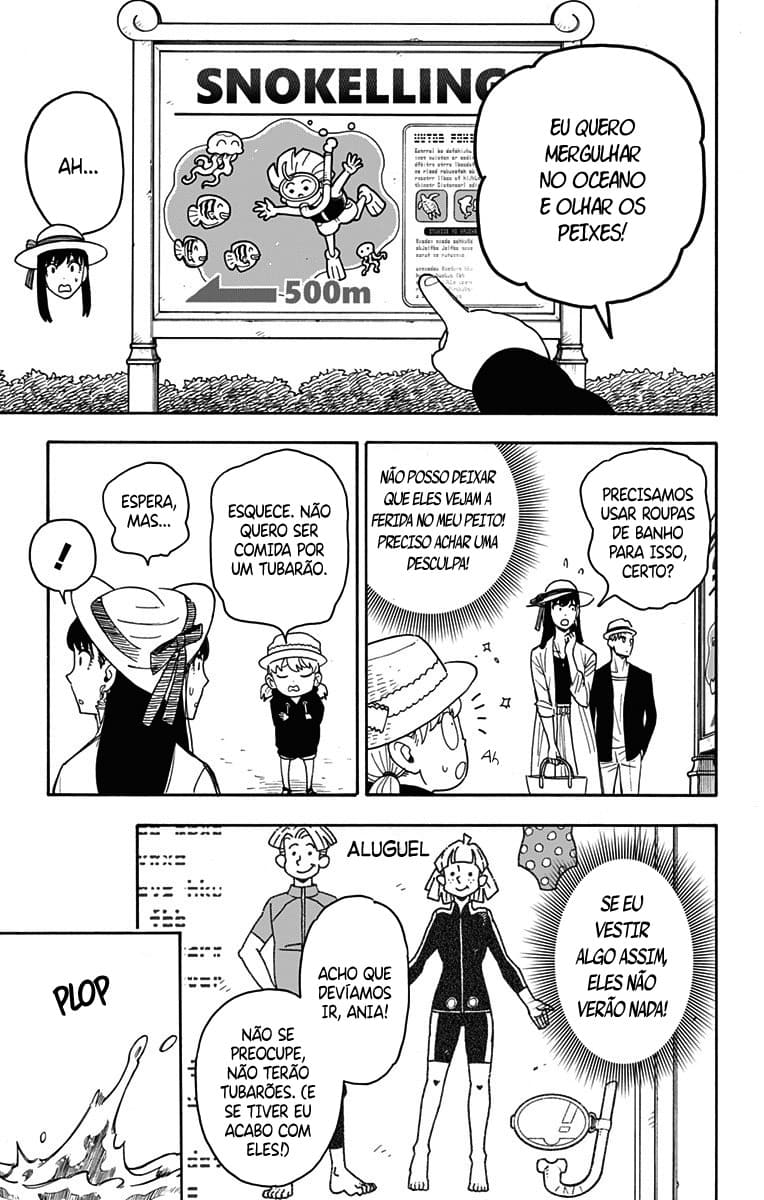 SNOKELLING
EU QUERO
MERGULHAR
NO OCEANO
E OLHAR OS
PEIXES!
AH...
500m
PRECISAMOS
USAR ROUPAS
DE BANHO
PARA ISSO,
CERTO?
NÃO POSSO DEIXAR
QUE ELES VEJAM A
FERIDA NO MEU PEITO!
PRECISO ACHAR UMA
DESCULPA!
Ah
ESQUECE. NÃO
QUERO SER
COMIDA POR
UM TUBARÃO.
ESPERA,
MAS...
!
ALUGUEL
SE EU
VESTIR
ALGO ASSIM,
ELES NÃO
VERÃO NADA!
ACHO QUE
DEVÍAMOS
IR, ANIA!
NÃO SE
PREOCUPE,
NÃO TERÃO
TUBARÕES. (E
SE TIVER EU
ACABO COM
ELES!)
PLOP